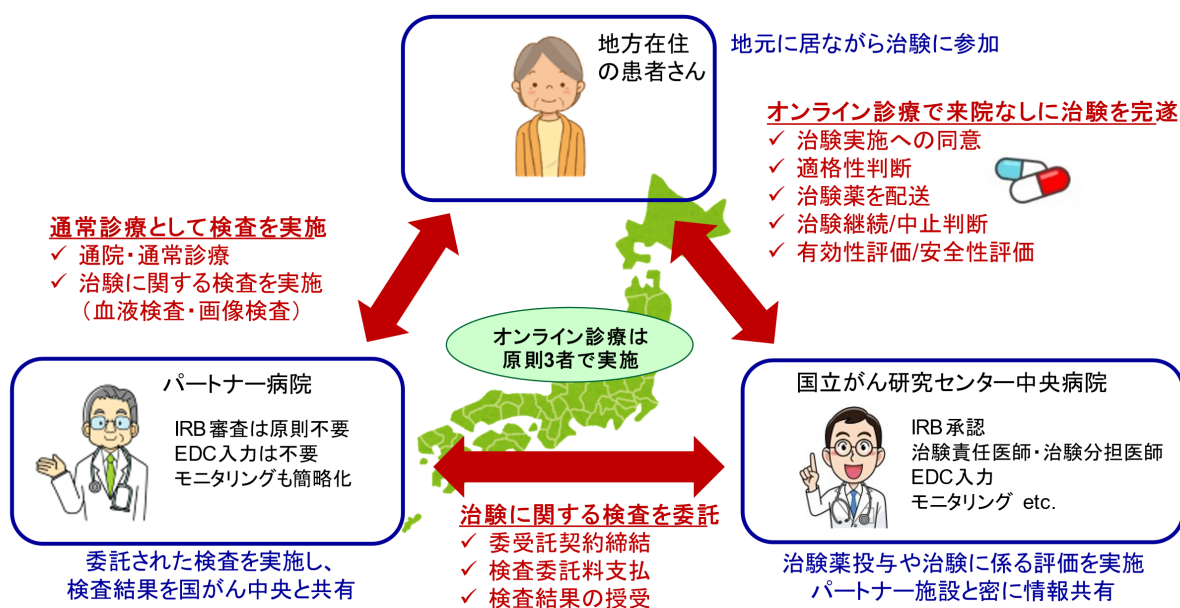 地方在住
の患者さん
地元に居ながら治験に参加
オンライン診療で来院なしに治験を完遂
✓ 治験実施への同意
✓ 適格性判断
✓ 治験薬を配送
✓ 治験継続/中止判断
✓ 有効性評価/安全性評価
通常診療として検査を実施
✓ 通院・通常診療
✓ 治験に関する検査を実施
（血液検査・画像検査）
オンライン診療は
原則3者で実施
パートナー病院
IRB審査は原則不要
EDC入力は不要
モニタリングも簡略化
委託された検査を実施し、
検査結果を国がん中央と共有
治験に関する検査を委託
✓ 委受託契約締結
✓ 検査委託料支払
✓ 検査結果の授受
国立がん研究センター中央病院
IRB承認
治験責任医師・治験分担医師
EDC入力
モニタリング etc.
治験薬投与や治験に係る評価を実施
パートナー施設と密に情報共有